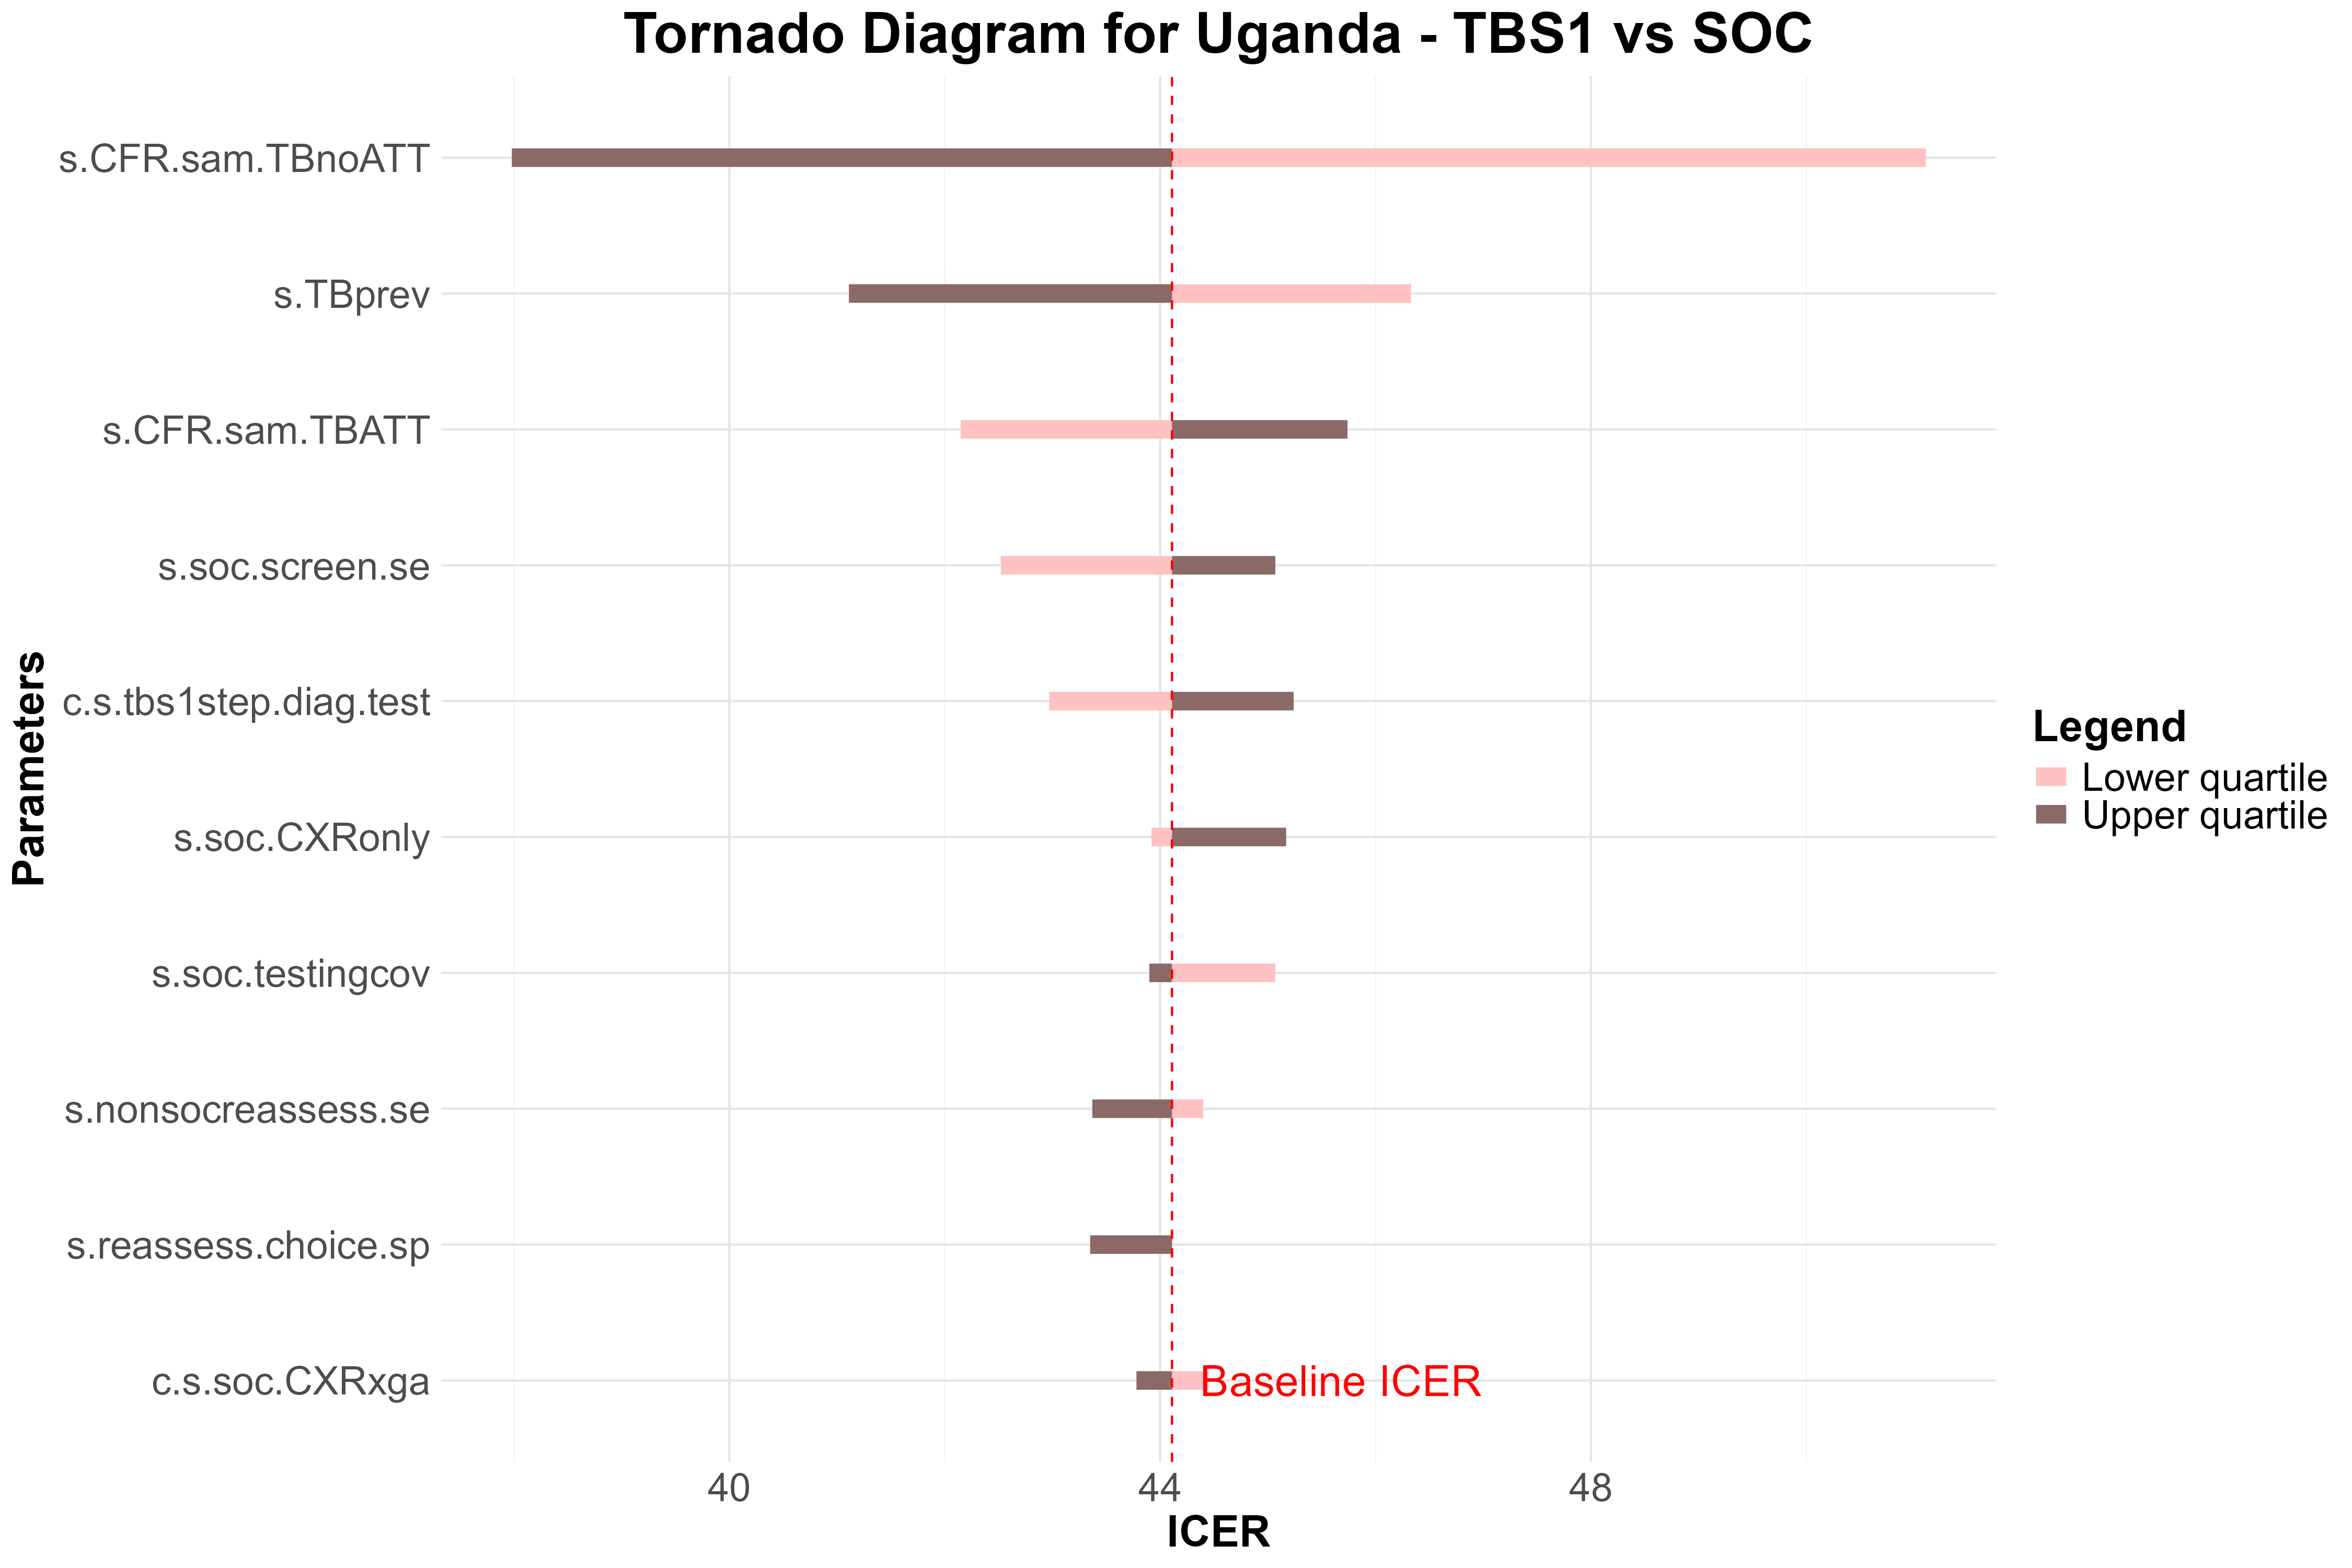 Tornado Diagram for Uganda - TBS1 vs SOC
Parameters
s.CFR.sam.TBnoATT
s.TBprev
s.CFR.sam.TBATT
s.soc.screen.se
c.s.tbs1step.diag.test
s.soc.CXRonly
s.soc.testingcov
s.nonsocreassess.se
s.reassess.choice.sp
c.s.soc.CXRxga
Baseline ICER
40
44
48
ICER
Legend
Lower quartile
Upper quartile